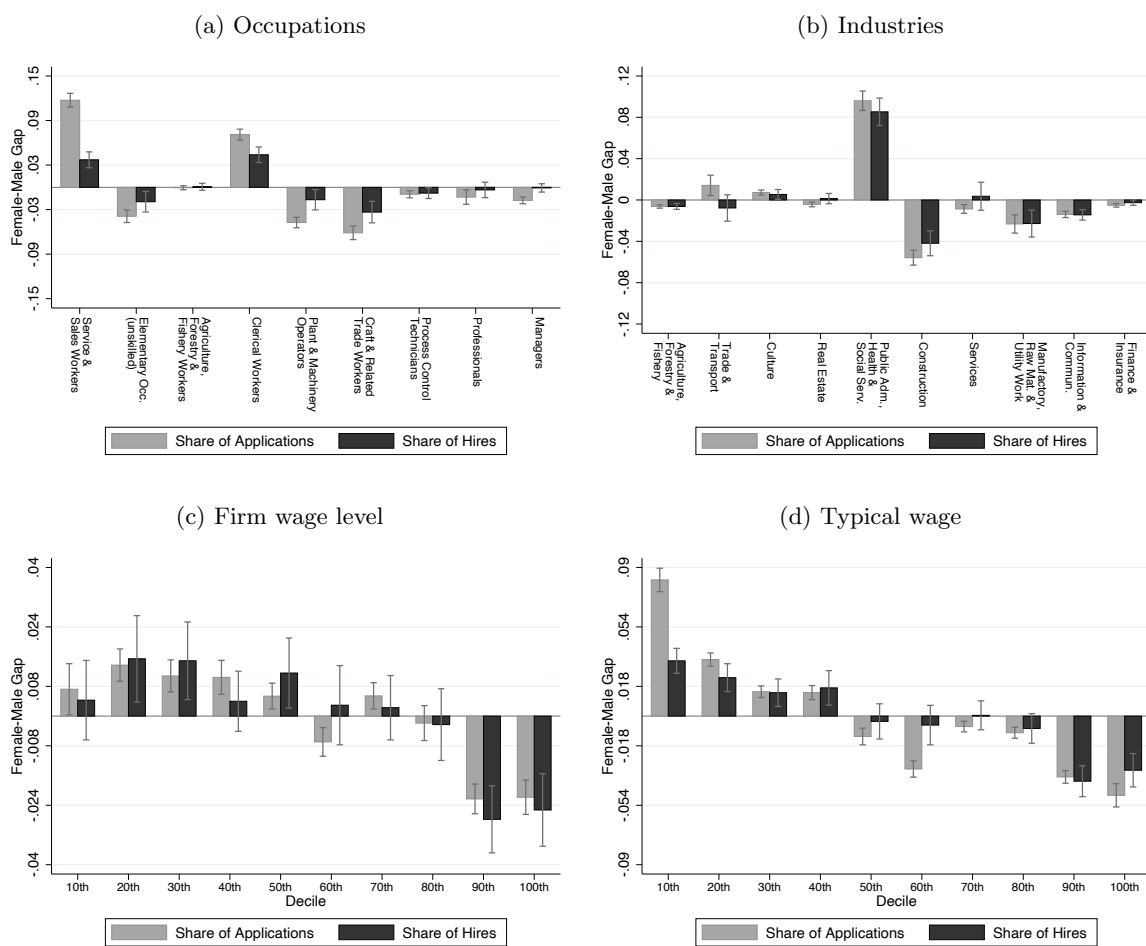 (a) Occupations
Female-Male Gap
.15
.09
.03
-.03
-.09
-.15
Service &
Sales Workers
Elementary Occ.
(unskilled)
Agriculture,
Forestry &
Fishery Workers
Clerical Workers
Plant & Machinery
Operators
Craft & Related
Trade Workers
Process Control
Technicians
Professionals
Managers
Share of Applications
Share of Hires
(b) Industries
Female-Male Gap
.12
.08
.04
0
-.04
-.08
-.12
Agriculture,
Forestry &
Fishery
Trade &
Transport
Culture
Real Estate
Public Adm.,
Health &
Social Serv.
Construction
Services
Manufactory,
Raw Mat. &
Utility Work
Information &
Commun.
Finance &
Insurance
Share of Applications
Share of Hires
(c) Firm wage level
Female-Male Gap
.04
.024
.008
-.008
-.024
-.04
10th 20th 30th 40th 50th 60th 70th 80th 90th 100th
Decile
Share of Applications
Share of Hires
(d) Typical wage
Female-Male Gap
.09
.054
.018
-.018
-.054
-.09
10th 20th 30th 40th 50th 60th 70th 80th 90th 100th
Decile
Share of Applications
Share of Hires